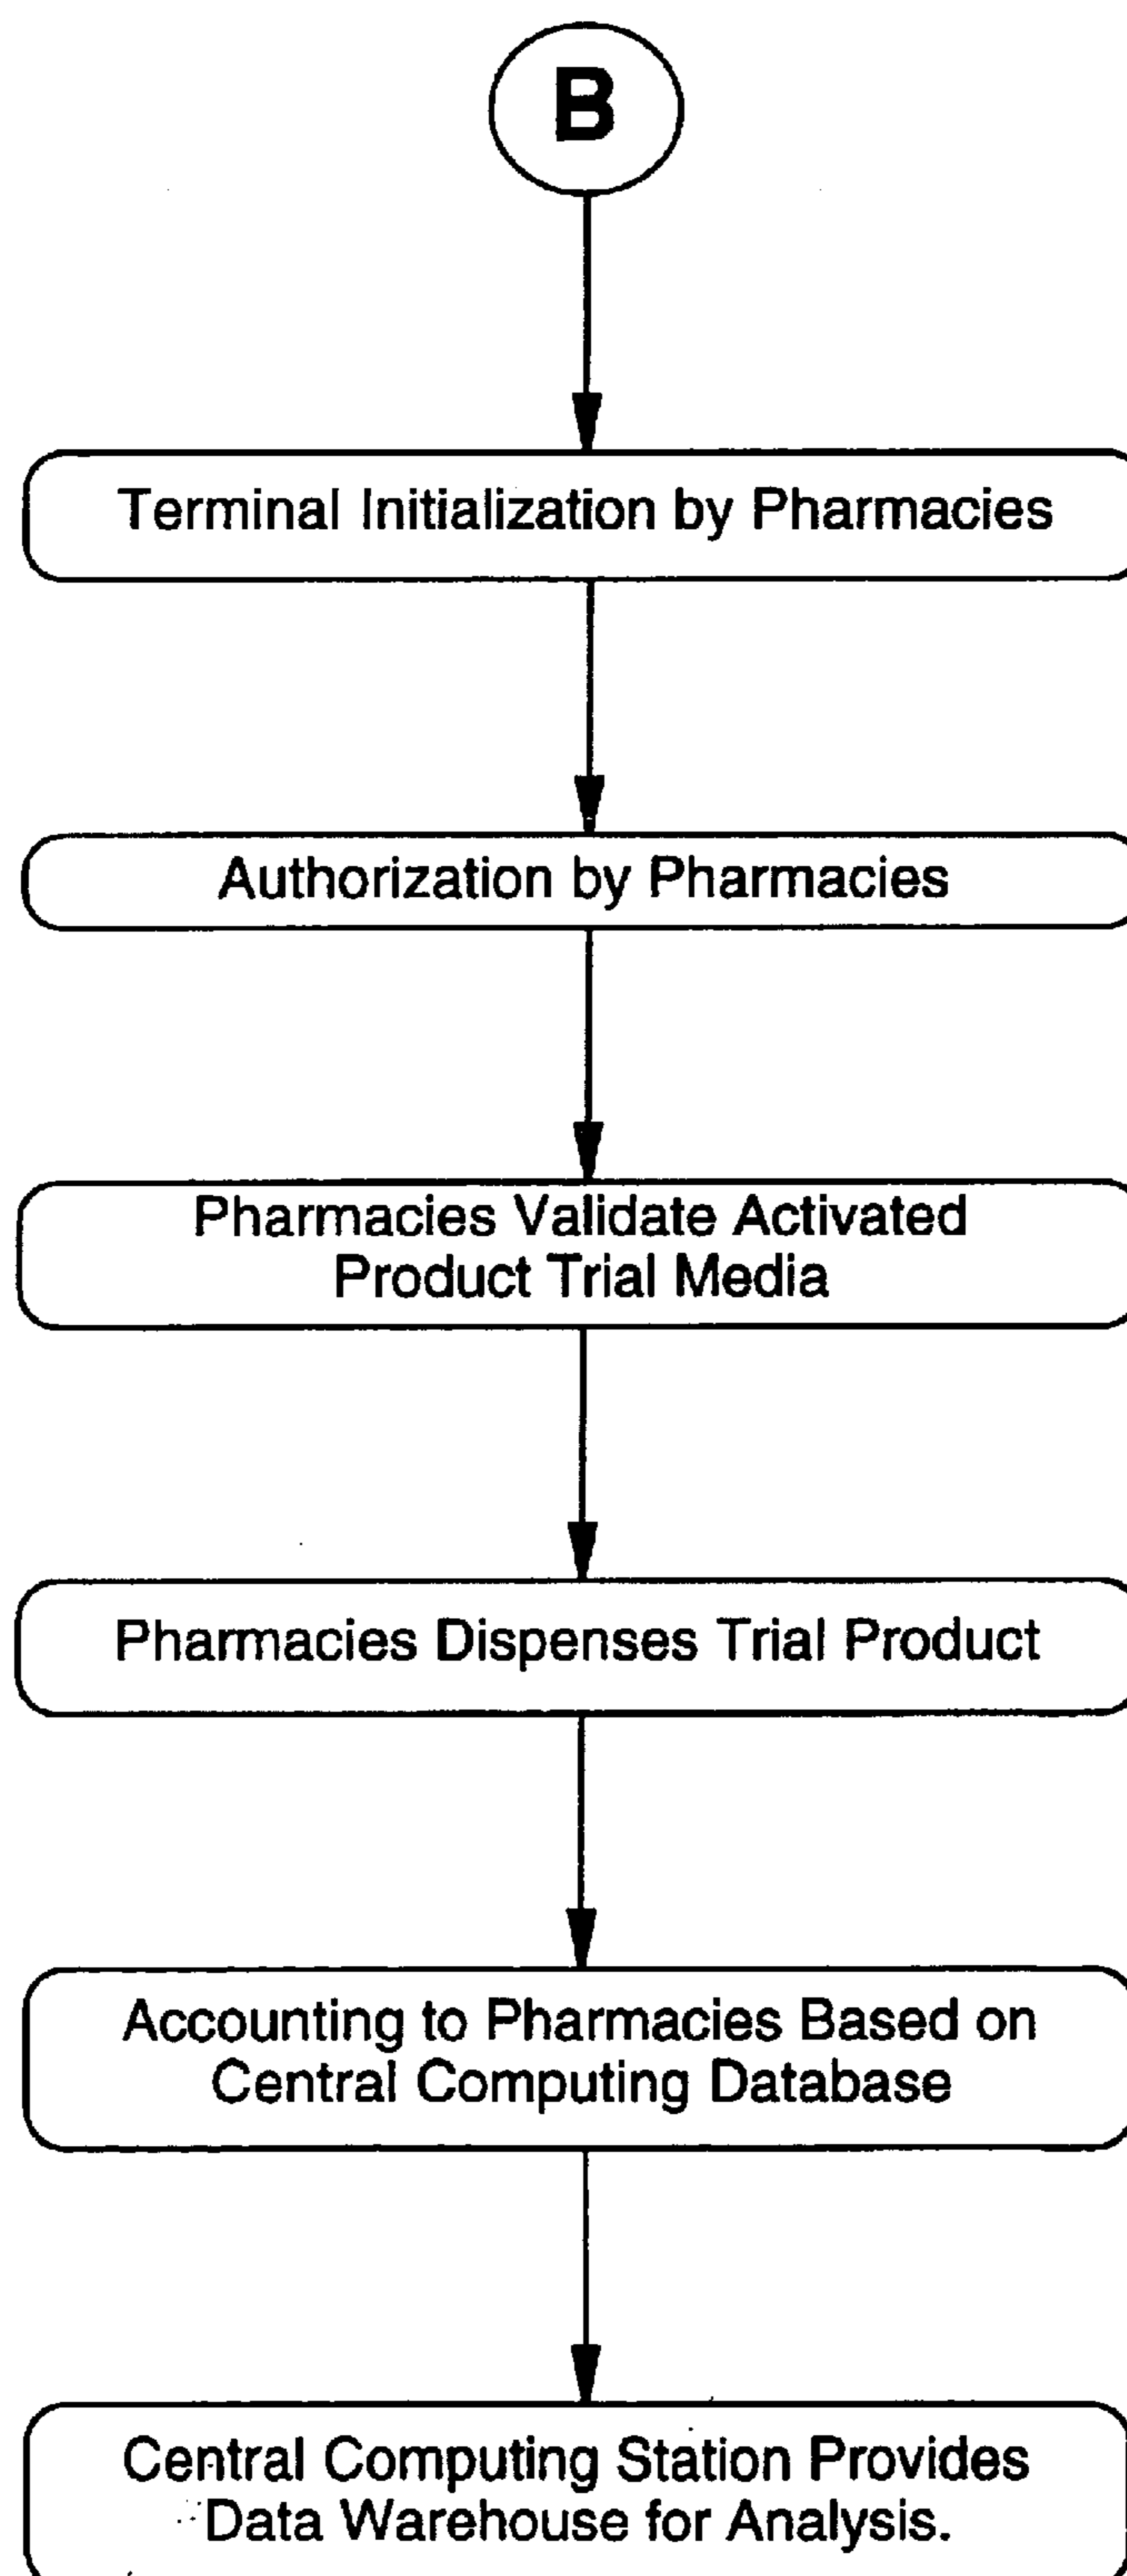 B
Terminal Initialization by Pharmacies
Authorization by Pharmacies
Pharmacies Validate Activated
Product Trial Media
Pharmacies Dispenses Trial Product
Accounting to Pharmacies Based on
Central Computing Database
Central Computing Station Provides
Data Warehouse for Analysis.